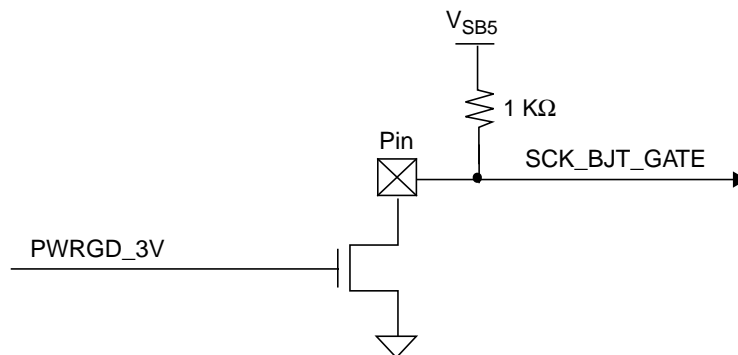 VSB5
1 KΩ
Pin
SCK_BJT_GATE
PWRGD_3V